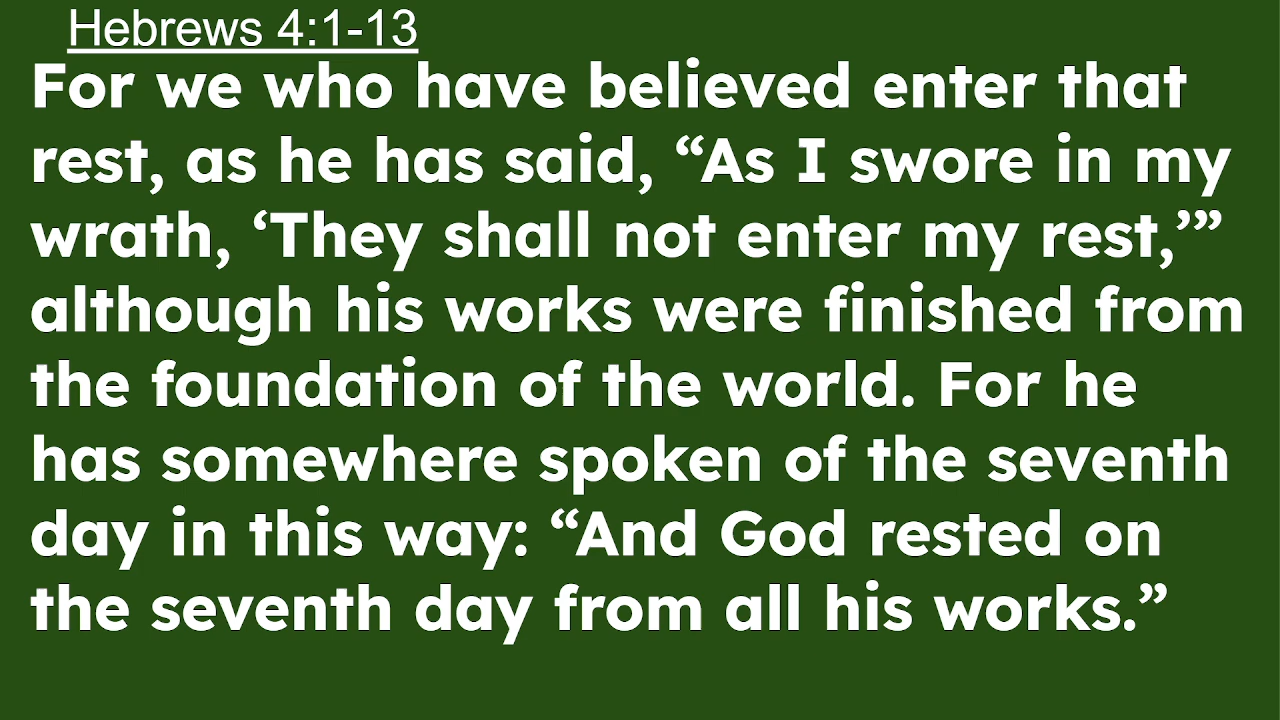 Hebrews 4:1-13
For we who have believed enter that
rest, as he has said, “As I swore in my
wrath, ‘They shall not enter my rest,’”
although his works were finished from
the foundation of the world. For he
has somewhere spoken of the seventh
day in this way: “And God rested on
the seventh day from all his works.”